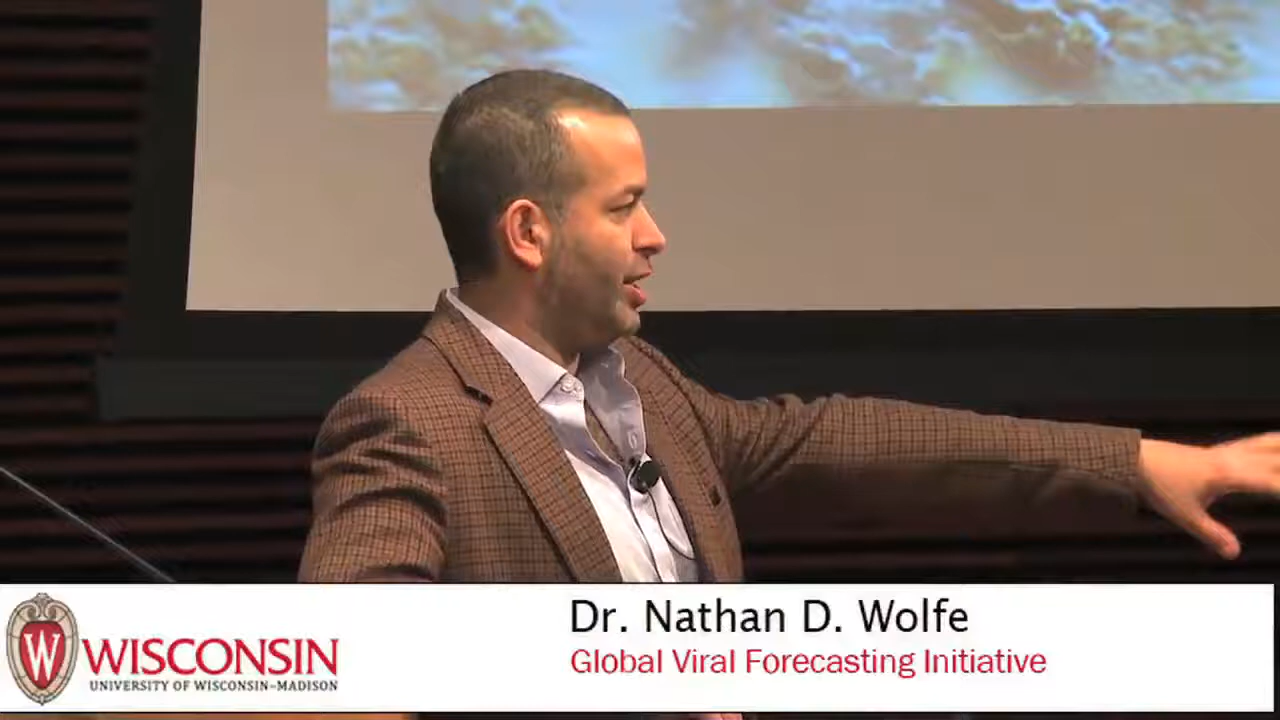 Dr. Nathan D. Wolfe
Global Viral Forecasting Initiative
W
WISCONSIN
UNIVERSITY OF WISCONSIN–MADISON